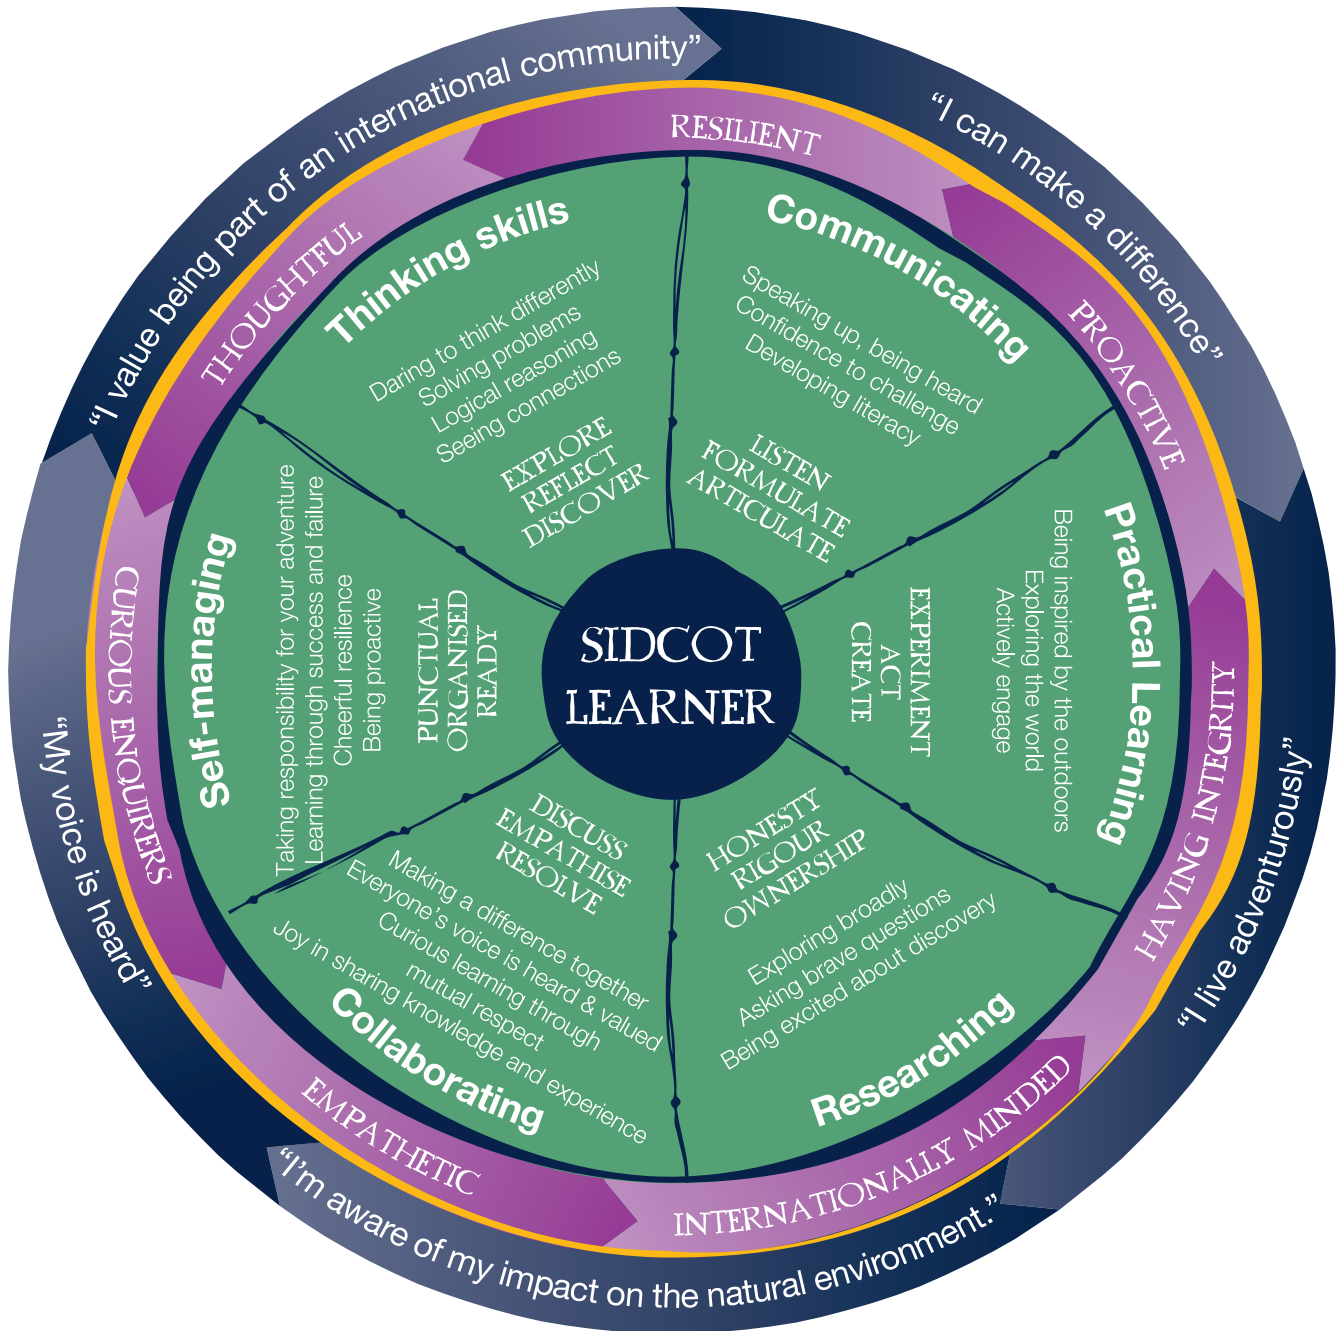 “I value being part of an international community”
“I can make a difference”
“I live adventurously”
“I’m aware of my impact on the natural environment.”
“My voice is heard”
RESILIENT
PROACTIVE
HAVING INTEGRITY
INTERNATIONALLY MINDED
EMPATHETIC
CURIOUS ENQUIRERS
THOUGHTFUL
Thinking skills
Daring to think differently
Solving problems
Logical reasoning
Seeing connections
EXPLORE
REFLECT
DISCOVER
Communicating
Speaking up, being heard
Confidence to challenge
Developing literacy
LISTEN
FORMULATE
ARTICULATE
Practical Learning
Being inspired by the outdoors
Exploring the world
Actively engage
EXPERIMENT
ACT
CREATE
HONESTY
RIGOUR
OWNERSHIP
Exploring broadly
Asking brave questions
Being excited about discovery
Researching
DISCUSS
EMPATHISE
RESOLVE
Making a difference together
Everyone’s voice is heard & valued
Curious learning through
mutual respect
Joy in sharing knowledge and experience
Collaborating
Self-managing
Taking responsibility for your adventure
Learning through success and failure
Cheerful resilience
Being proactive
PUNCTUAL
ORGANISED
READY
SIDCOT
LEARNER